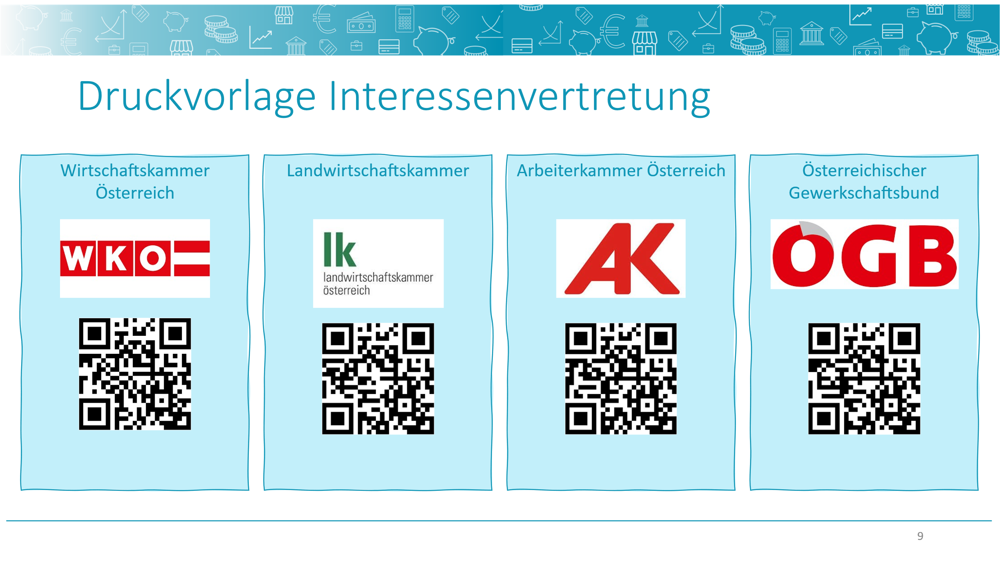 Druckvorlage Interessenvertretung
Wirtschaftskammer
Österreich
WKO
Landwirtschaftskammer
lk
landwirtschaftskammer
österreich
Arbeiterkammer Österreich
AK
Österreichischer
Gewerkschaftsbund
ÖGB
9